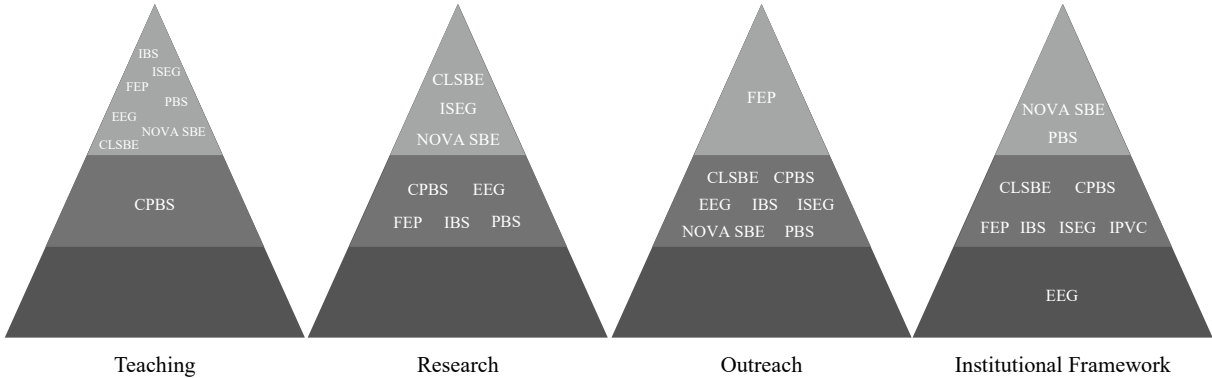 IBS
ISEG
FEP
PBS
EEG
NOVA SBE
CLSBE
CPBS
Teaching
CLSBE
ISEG
NOVA SBE
CPBS EEG
FEP IBS PBS
Research
FEP
CLSBE CPBS
EEG IBS ISEG
NOVA SBE PBS
Outreach
NOVA SBE
PBS
CLSBE CPBS
FEP IBS ISEG IPVC
EEG
Institutional Framework